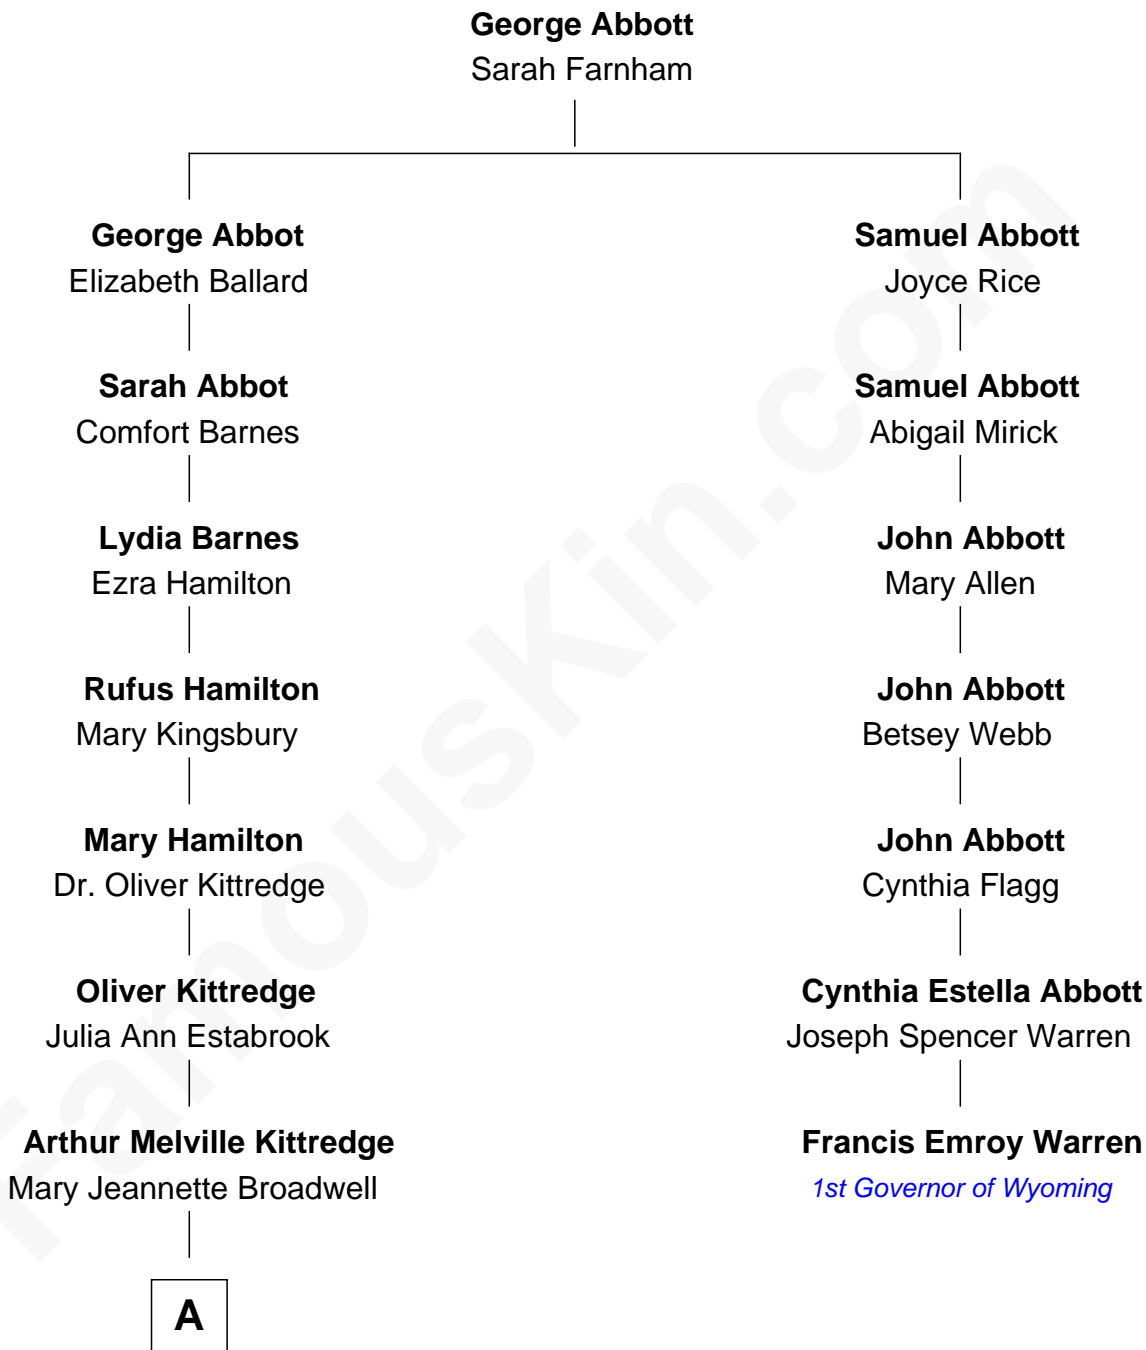 George Abbott
Sarah Farnham
George Abbot
Elizabeth Ballard
Samuel Abbott
Joyce Rice
Sarah Abbot
Comfort Barnes
Samuel Abbott
Abigail Mirick
Lydia Barnes
Ezra Hamilton
John Abbott
Mary Allen
Rufus Hamilton
Mary Kingsbury
John Abbott
Betsey Webb
Mary Hamilton
Dr. Oliver Kittredge
John Abbott
Cynthia Flagg
Oliver Kittredge
Julia Ann Estabrook
Cynthia Estella Abbott
Joseph Spencer Warren
Arthur Melville Kittredge
Mary Jeannette Broadwell
Francis Emroy Warren
1st Governor of Wyoming
A
FamousKin.com